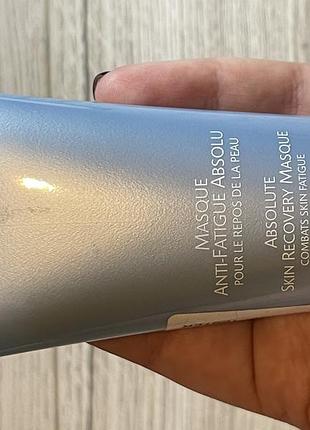 MASQUE
ANTI-FATIGUE ABSOLU
POUR LE REPOS DE LA PEAU
ABSOLUTE
SKIN RECOVERY MASQUE
COMBATS SKIN FATIGUE